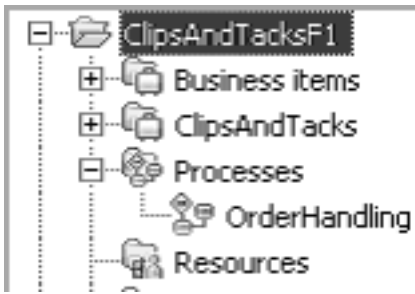 ClipsAndTacksF1
Business items
ClipsAndTacks
Processes
OrderHandling
Resources